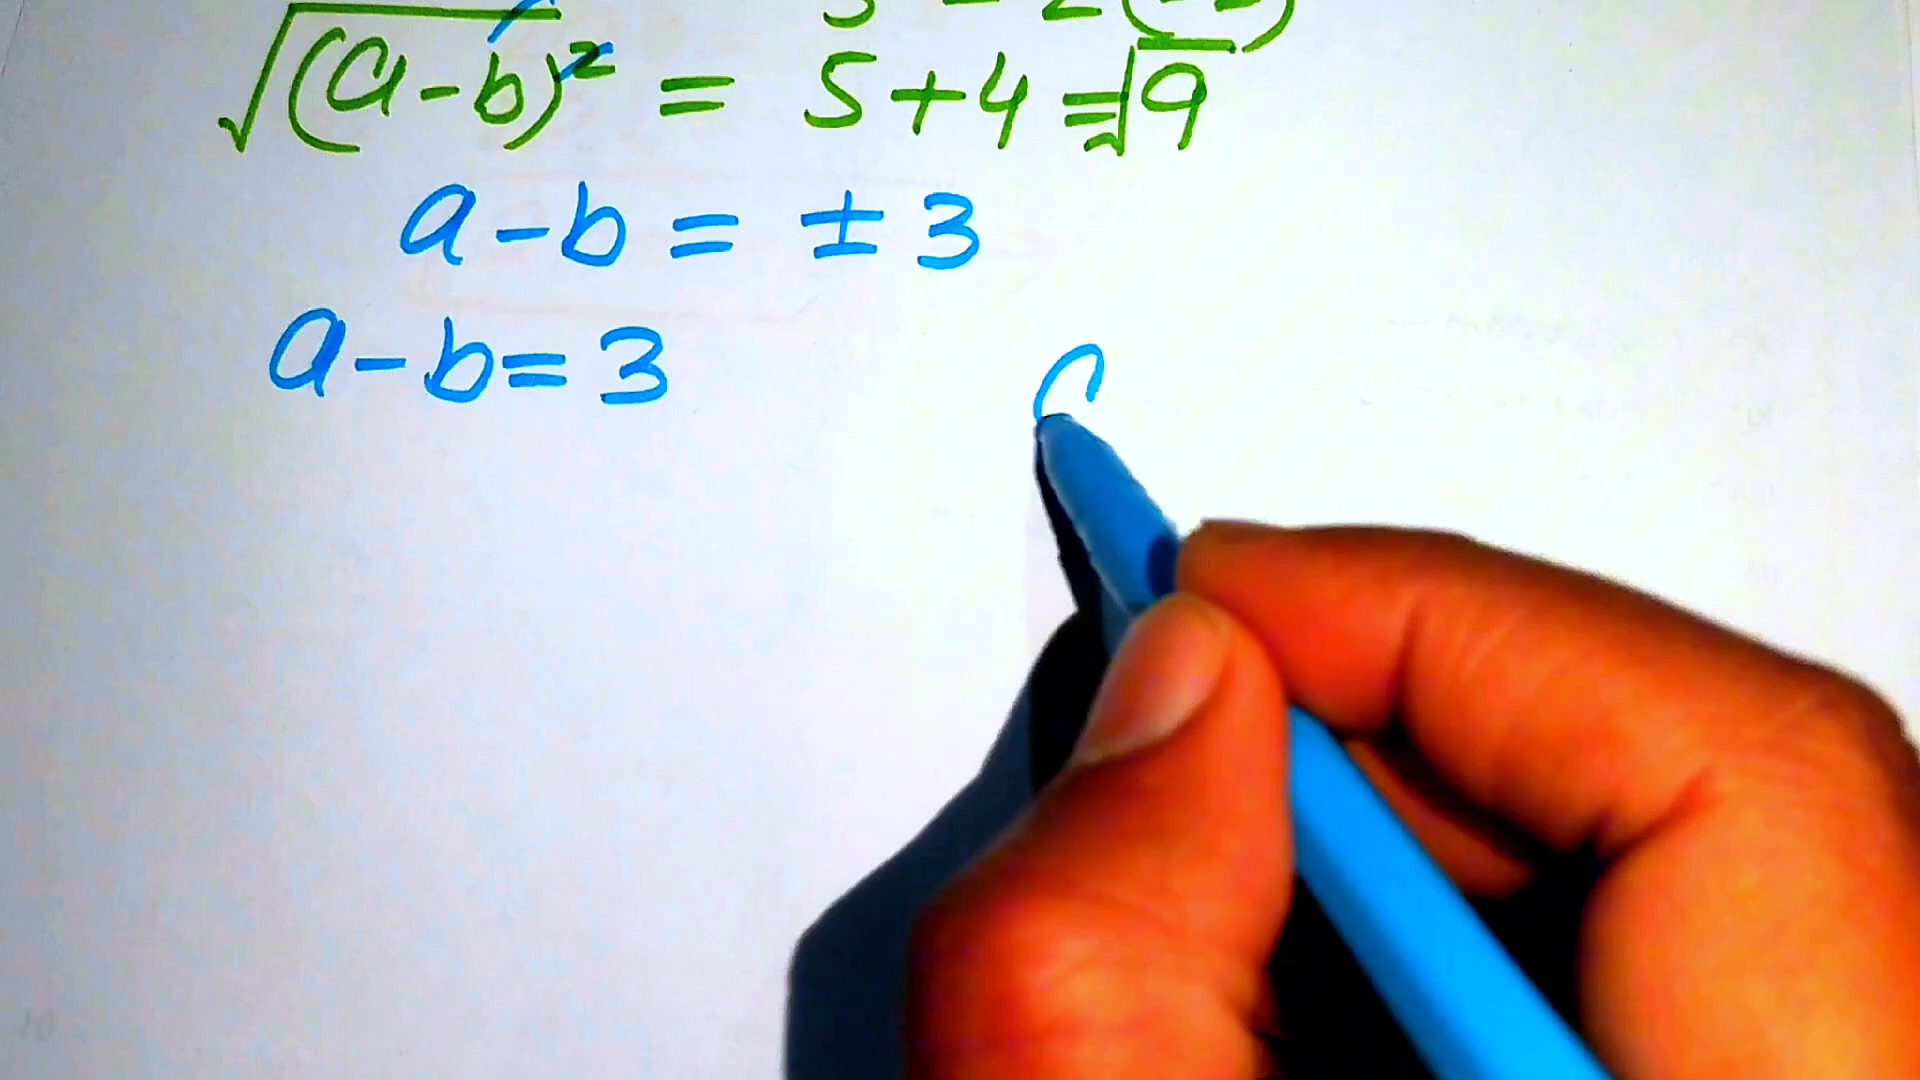 √(a-b)² = 5+4 = √9
a-b = ± 3
a-b = 3